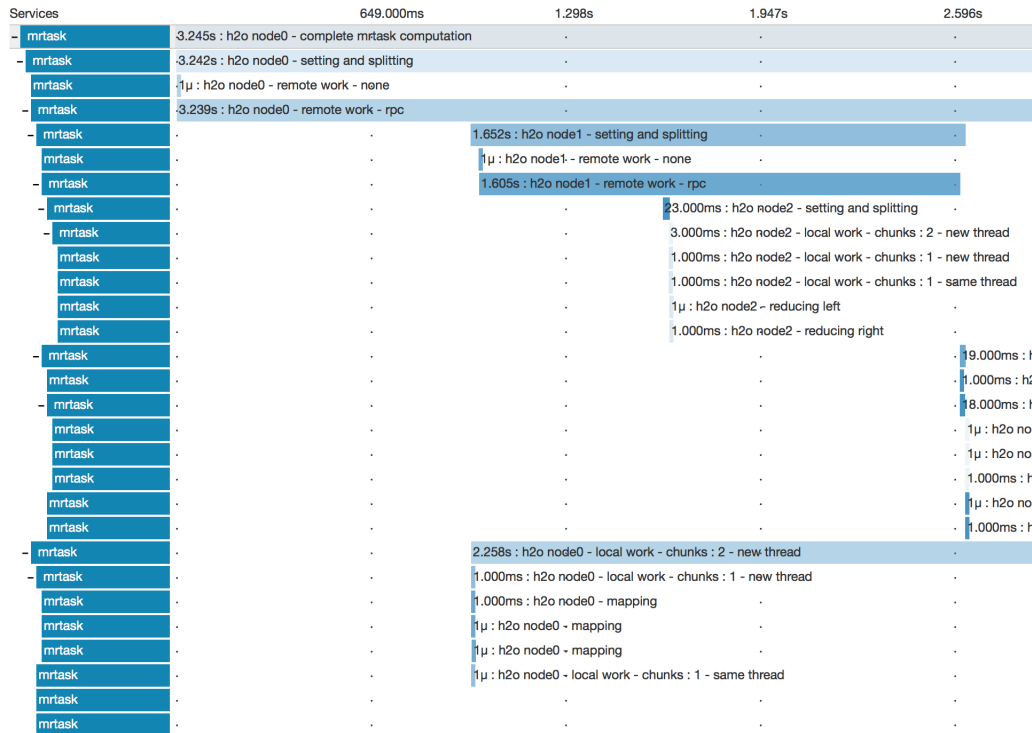 Services 649.000ms 1.298s 1.947s 2.596s
− mrtask 3.245s : h2o node0 - complete mrtask computation
− mrtask 3.242s : h2o node0 - setting and splitting
mrtask 1μ : h2o node0 - remote work - none
− mrtask 3.239s : h2o node0 - remote work - rpc
− mrtask 1.652s : h2o node1 - setting and splitting
mrtask 1μ : h2o node1 - remote work - none
− mrtask 1.605s : h2o node1 - remote work - rpc
− mrtask 23.000ms : h2o node2 - setting and splitting
− mrtask 3.000ms : h2o node2 - local work - chunks : 2 - new thread
mrtask 1.000ms : h2o node2 - local work - chunks : 1 - new thread
mrtask 1.000ms : h2o node2 - local work - chunks : 1 - same thread
mrtask 1μ : h2o node2 - reducing left
mrtask 1.000ms : h2o node2 - reducing right
− mrtask 19.000ms : h
mrtask 1.000ms : h2
− mrtask 18.000ms : h
mrtask 1μ : h2o no
mrtask 1μ : h2o no
mrtask 1.000ms : h
mrtask 1μ : h2o no
mrtask 1.000ms : h
− mrtask 2.258s : h2o node0 - local work - chunks : 2 - new thread
− mrtask 1.000ms : h2o node0 - local work - chunks : 1 - new thread
mrtask 1.000ms : h2o node0 - mapping
mrtask 1μ : h2o node0 - mapping
mrtask 1μ : h2o node0 - mapping
mrtask 1μ : h2o node0 - local work - chunks : 1 - same thread
mrtask
mrtask